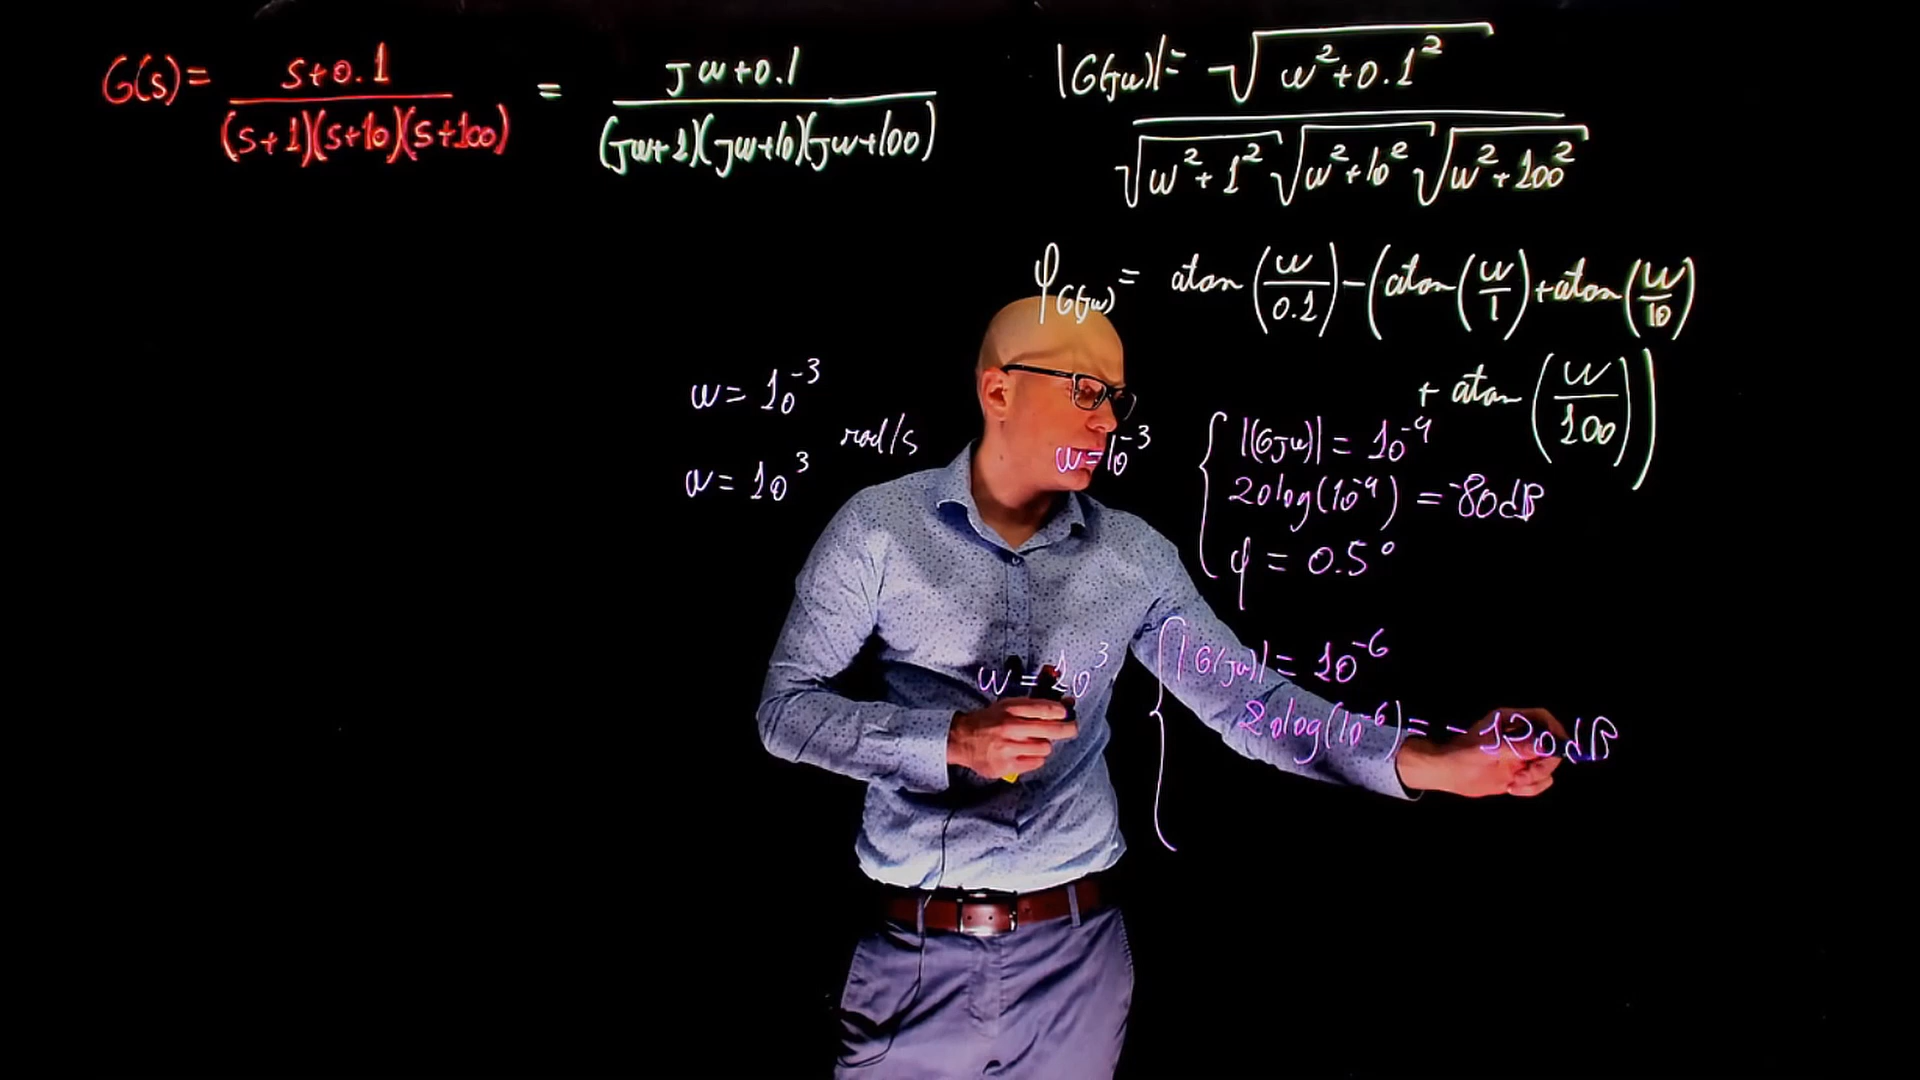 G(s) = s+0.1 / (s+1)(s+10)(s+100) = jω+0.1 / (jω+1)(jω+10)(jω+100)
|G(jω)| = √(ω²+0.1²) / √(ω²+1²) √(ω²+10²) √(ω²+100²)
φG(jω) = atan(ω/0.1) - (atan(ω/1) + atan(ω/10)
+ atan(ω/100))
ω = 10⁻³
ω = 10³ rad/s
ω = 10⁻³
|(Gjω)| = 10⁻⁴
20log(10⁻⁴) = -80dB
φ = 0.5°
ω = 10³
|G(jω)| = 10⁻⁶
20log(10⁻⁶) = -120dB